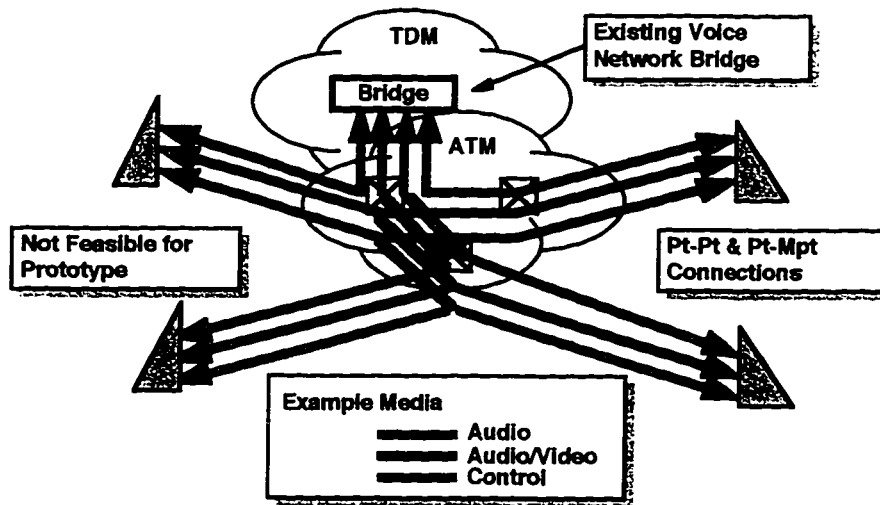 TDM
Existing Voice
Network Bridge
Bridge
ATM
Not Feasible for
Prototype
Pt-Pt & Pt-Mpt
Connections
Example Media
Audio
Audio/Video
Control